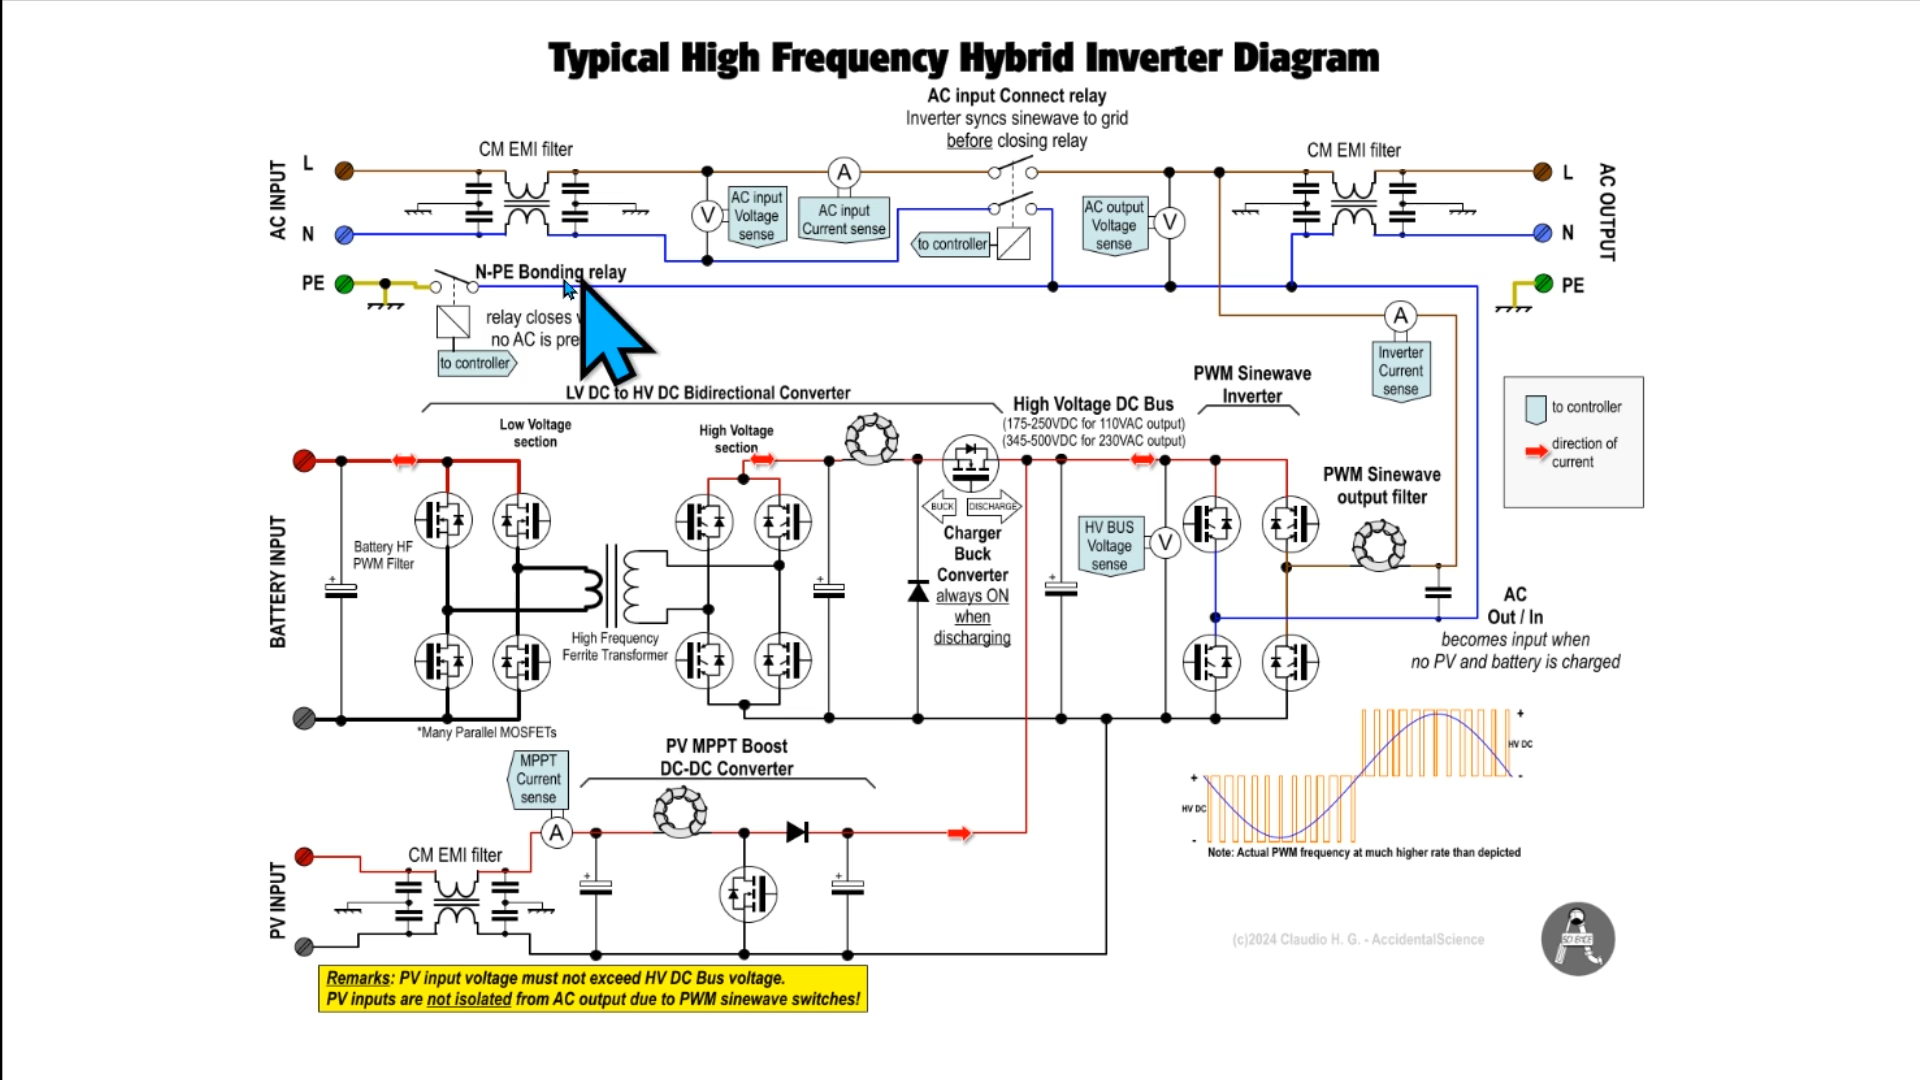 Typical High Frequency Hybrid Inverter Diagram
AC input Connect relay
Inverter syncs sinewave to grid
before closing relay
CM EMI filter
CM EMI filter
AC INPUT
L
N
PE
A
V
AC input
Voltage
sense
AC input
Current sense
to controller
AC output
Voltage
sense
V
L
N
PE
AC OUTPUT
N-PE Bonding relay
relay closes
no AC is pre
to controller
A
Inverter
Current
sense
LV DC to HV DC Bidirectional Converter
Low Voltage
section
High Voltage
section
High Voltage DC Bus
(175-250VDC for 110VAC output)
(345-500VDC for 230VAC output)
PWM Sinewave
Inverter
to controller
direction of
current
PWM Sinewave
output filter
BATTERY INPUT
Battery HF
PWM Filter
+
High Frequency
Ferrite Transformer
*Many Parallel MOSFETs
+
BUCK
DISCHARGE
Charger
Buck
Converter
always ON
when
discharging
+
HV BUS
Voltage
sense
V
AC
Out / In
becomes input when
no PV and battery is charged
+
HV DC
-
+
HV DC
-
Note: Actual PWM frequency at much higher rate than depicted
MPPT
Current
sense
A
PV MPPT Boost
DC-DC Converter
PV INPUT
CM EMI filter
+
+
Remarks: PV input voltage must not exceed HV DC Bus voltage.
PV inputs are not isolated from AC output due to PWM sinewave switches!
(c)2024 Claudio H. G. - AccidentalScience
SCIENCE